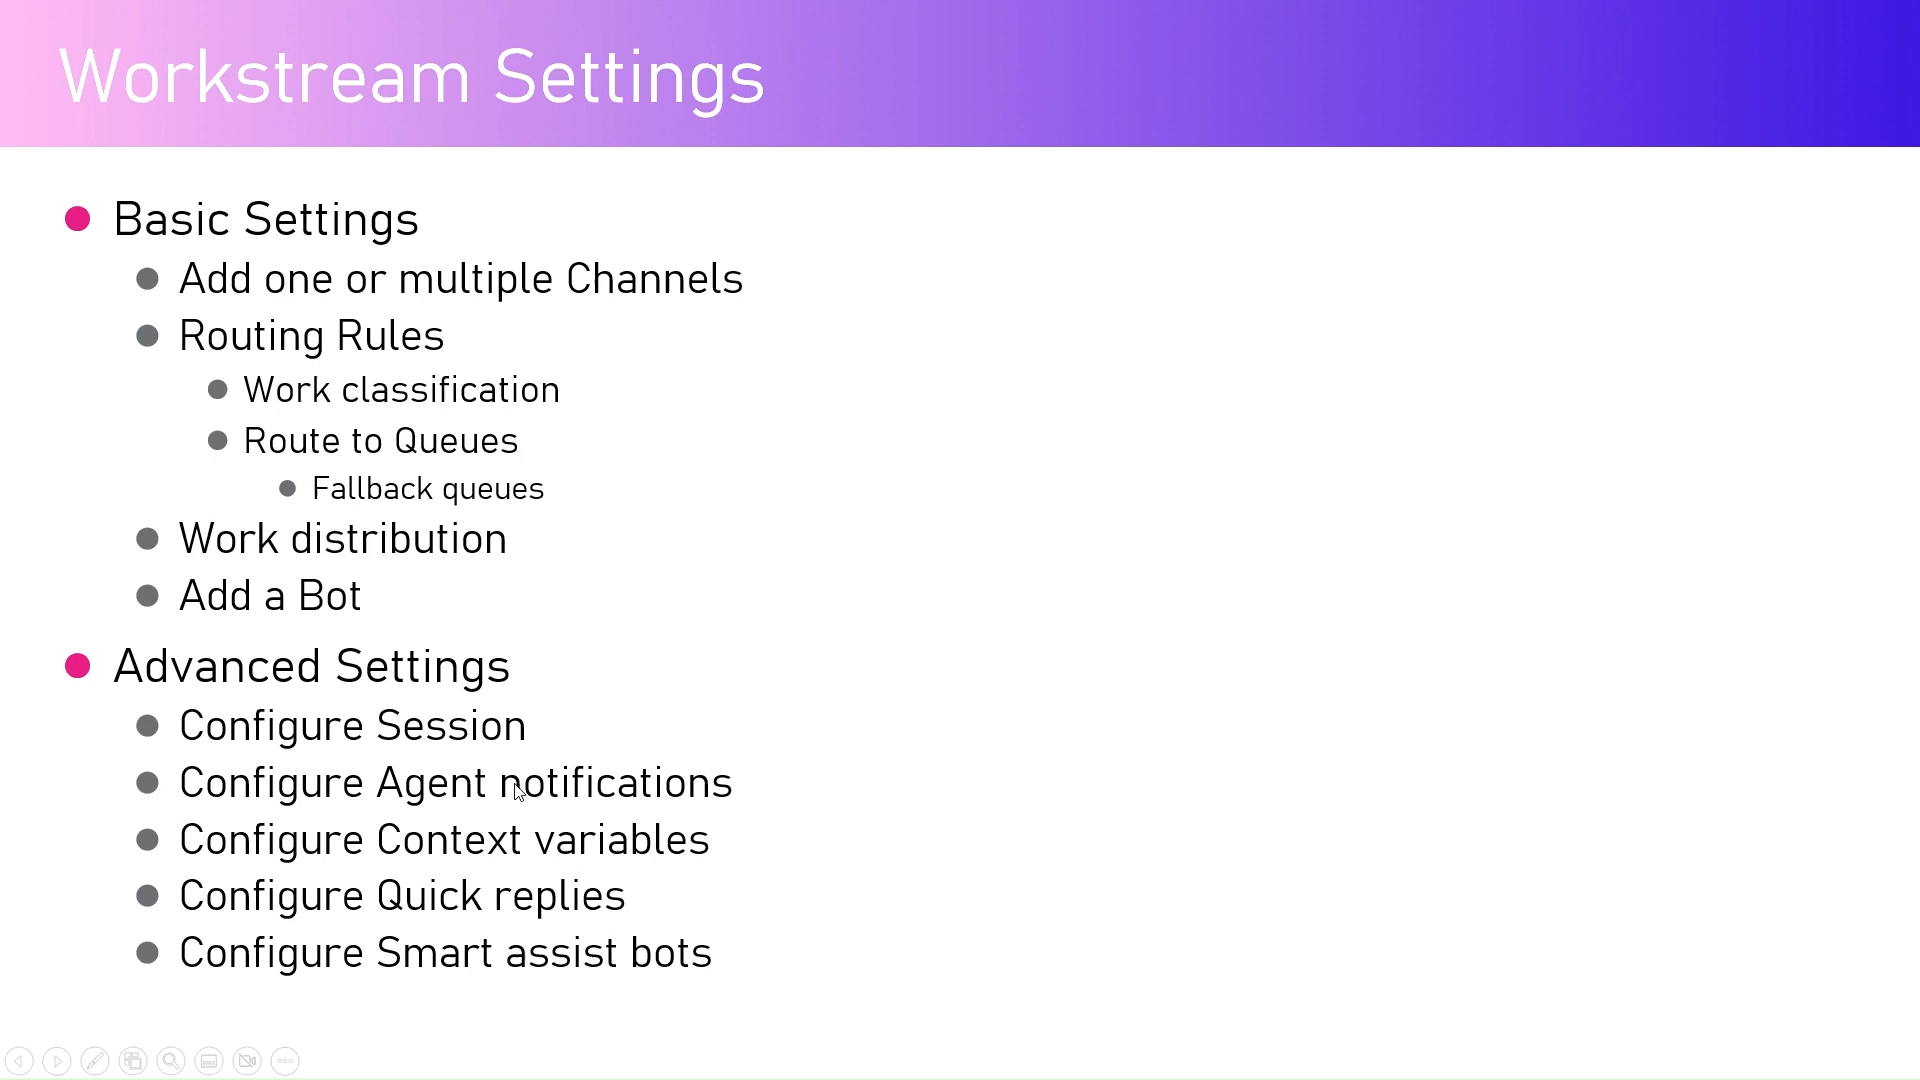 Workstream Settings
Basic Settings
Add one or multiple Channels
Routing Rules
Work classification
Route to Queues
Fallback queues
Work distribution
Add a Bot
Advanced Settings
Configure Session
Configure Agent notifications
Configure Context variables
Configure Quick replies
Configure Smart assist bots